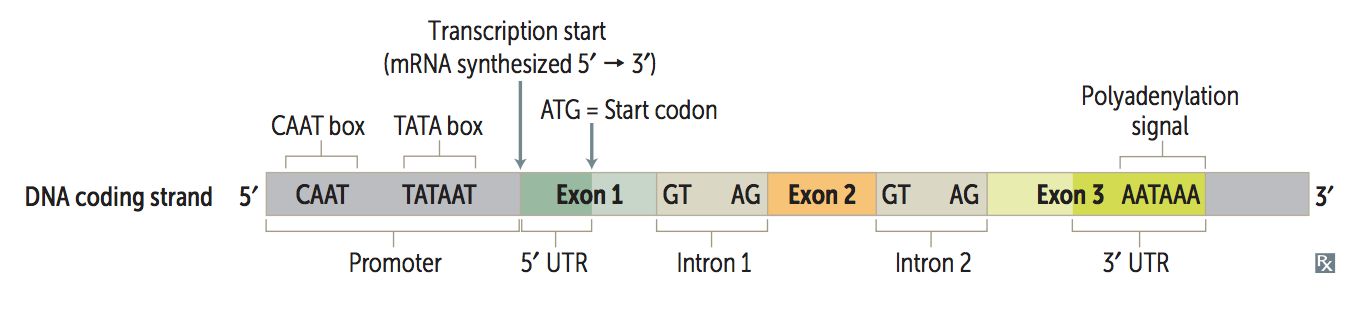 Transcription start
(mRNA synthesized 5′ → 3′)
ATG = Start codon
Polyadenylation
signal
CAAT box
TATA box
DNA coding strand 5′ CAAT TATAAT Exon 1 GT AG Exon 2 GT AG Exon 3 AATAAA 3′
Promoter
5′ UTR
Intron 1
Intron 2
3′ UTR
Rx